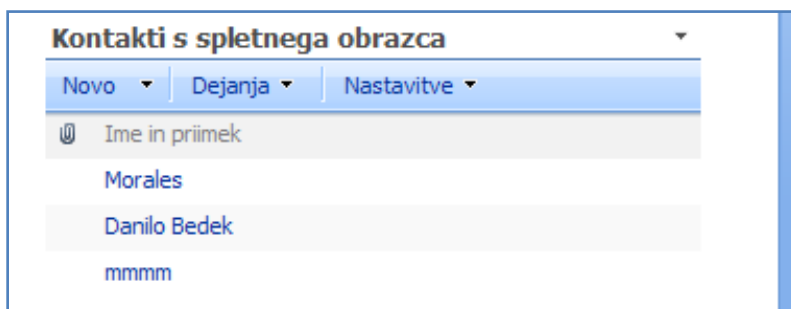 Kontakti s spletnega obrazca
Novo Dejanja Nastavitve
Ime in priimek
Morales
Danilo Bedek
mmmm